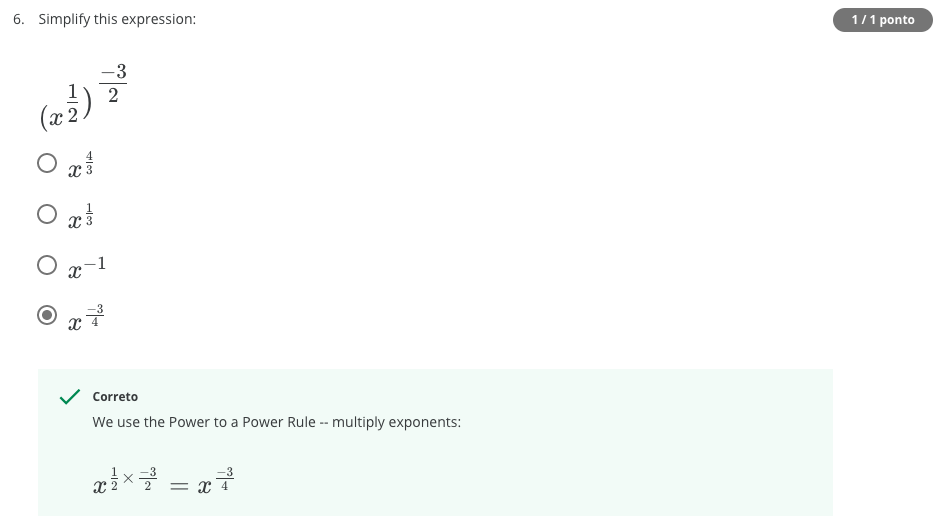 6. Simplify this expression:
1 / 1 ponto
(x^{\frac{1}{2}})^{\frac{-3}{2}}
x^{\frac{4}{3}}
x^{\frac{1}{3}}
x^{-1}
x^{\frac{-3}{4}}
Correto
We use the Power to a Power Rule -- multiply exponents:
x^{\frac{1}{2} \times \frac{-3}{2}} = x^{\frac{-3}{4}}